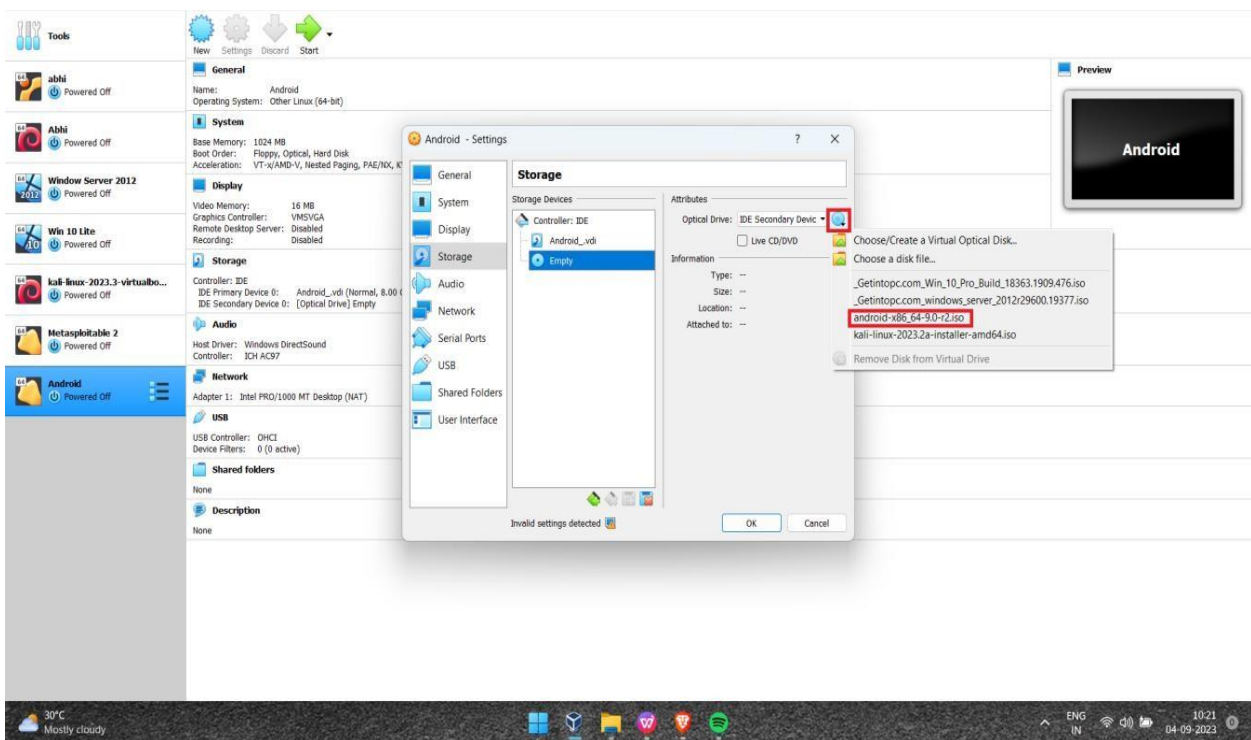 Tools
New Settings Discard Start
64
abhi
Powered Off
64
Abhi
Powered Off
64
2012
Window Server 2012
Powered Off
64
10
Win 10 Lite
Powered Off
64
kali-linux-2023.3-virtualbo...
Powered Off
64
Metasploitable 2
Powered Off
64
Android
Powered Off
General
Name: Android
Operating System: Other Linux (64-bit)
System
Base Memory: 1024 MB
Boot Order: Floppy, Optical, Hard Disk
Acceleration: VT-x/AMD-V, Nested Paging, PAE/NX,
Display
Video Memory: 16 MB
Graphics Controller: VMSVGA
Remote Desktop Server: Disabled
Recording: Disabled
Storage
Controller: IDE
IDE Primary Device 0: Android_.vdi (Normal, 8.00
IDE Secondary Device 0: [Optical Drive] Empty
Audio
Host Driver: Windows DirectSound
Controller: ICH AC97
Network
Adapter 1: Intel PRO/1000 MT Desktop (NAT)
USB
USB Controller: OHCI
Device Filters: 0 (0 active)
Shared folders
None
Description
None
Preview
Android
Android - Settings ? X
General
System
Display
Storage
Audio
Network
Serial Ports
USB
Shared Folders
User Interface
Storage
Storage Devices
Controller: IDE
Android_.vdi
Empty
Attributes
Optical Drive: IDE Secondary Devic
Live CD/DVD
Information
Type: --
Size: --
Location: --
Attached to: --
Choose/Create a Virtual Optical Disk...
Choose a disk file...
_Getintopc.com_Win_10_Pro_Build_18363.1909.476.iso
_Getintopc.com_windows_server_2012r29600.19377.iso
android-x86_64-9.0-r2.iso
kali-linux-2023.2a-installer-amd64.iso
Remove Disk from Virtual Drive
Invalid settings detected
OK Cancel
30°C
Mostly cloudy
ENG
IN
10:21
04-09-2023